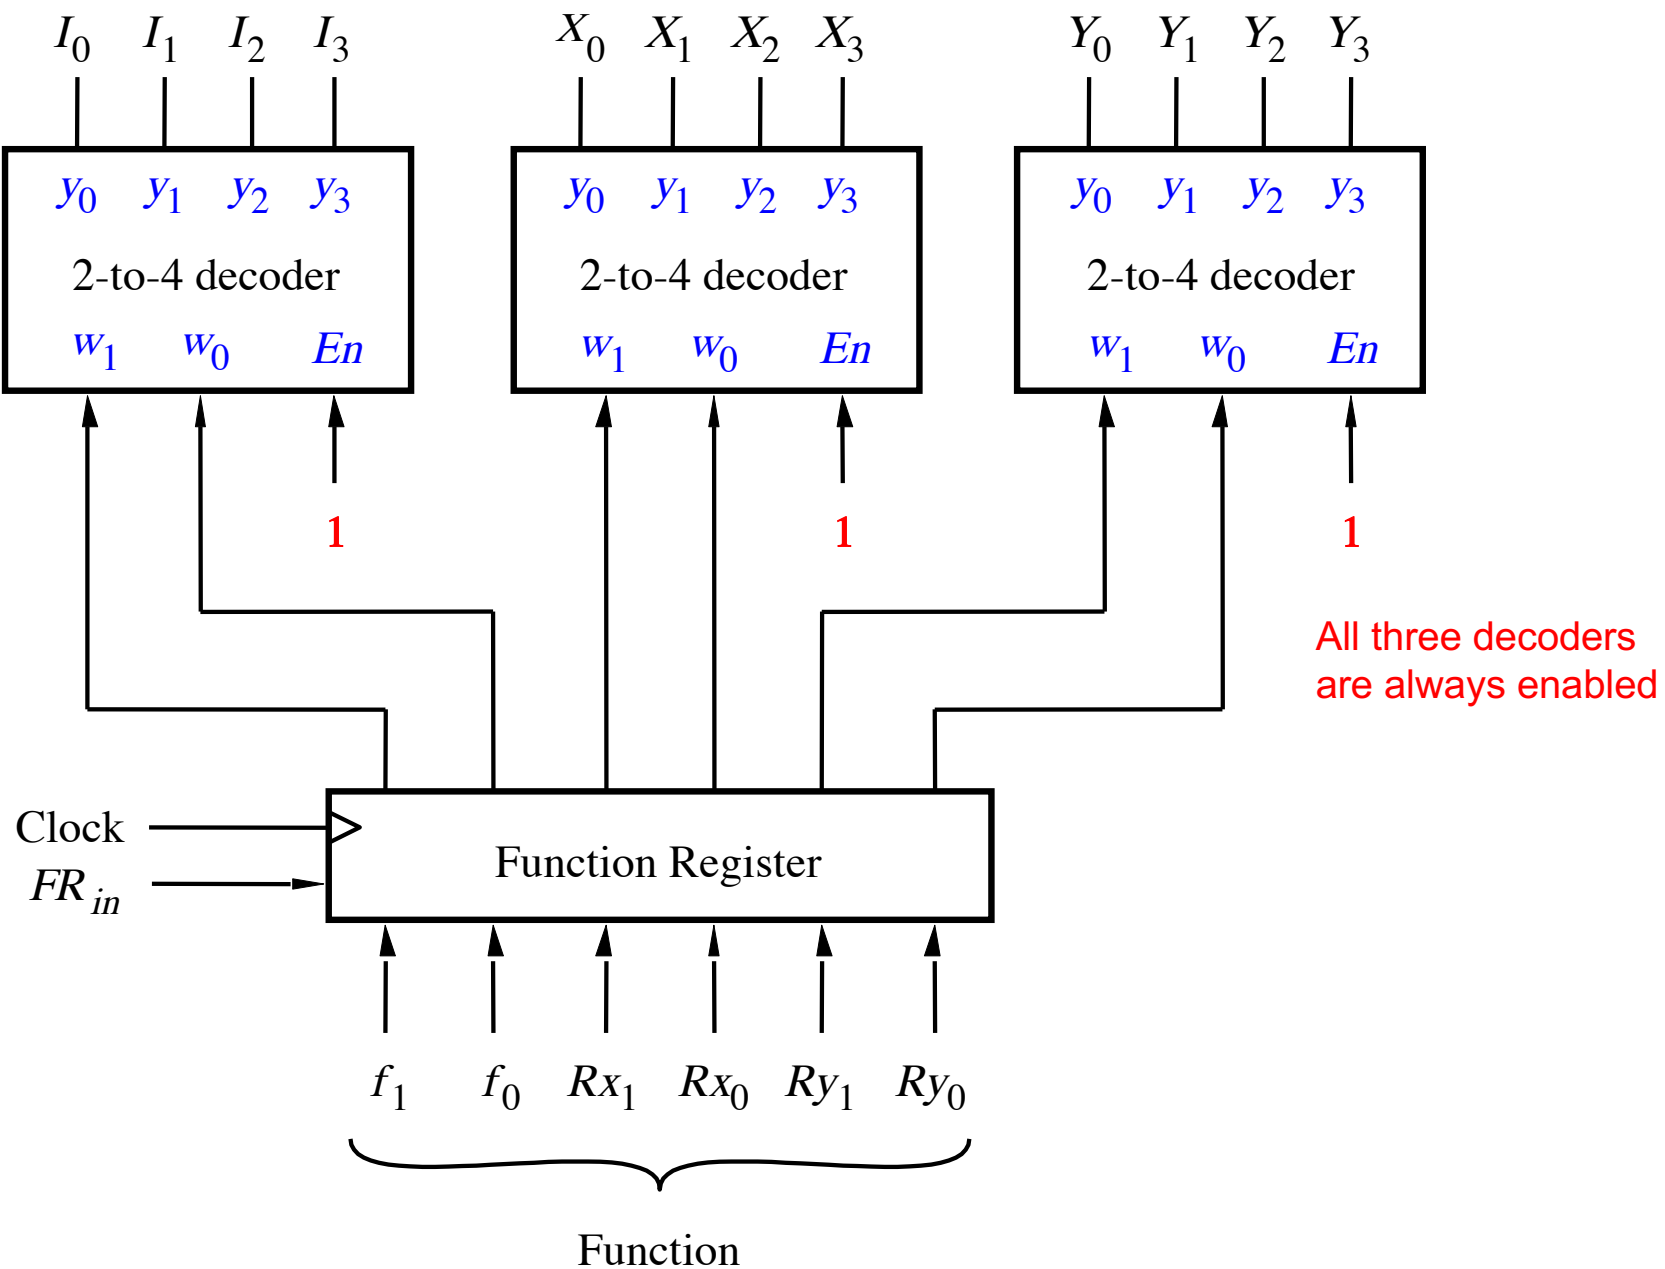 I0 I1 I2 I3 X0 X1 X2 X3 Y0 Y1 Y2 Y3
y0 y1 y2 y3 y0 y1 y2 y3 y0 y1 y2 y3
2-to-4 decoder 2-to-4 decoder 2-to-4 decoder
w1 w0 En w1 w0 En w1 w0 En
1 1 1
All three decoders
are always enabled
Clock
FRin
Function Register
f1 f0 Rx1 Rx0 Ry1 Ry0
Function